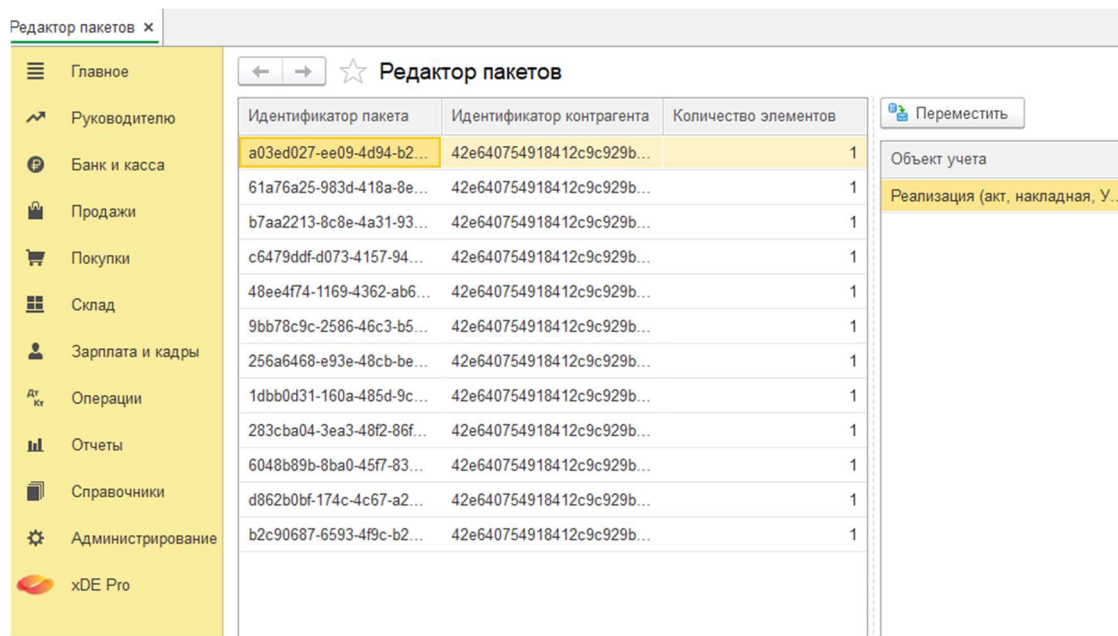 Редактор пакетов ×
Главное
Руководителю
Банк и касса
Продажи
Покупки
Склад
Зарплата и кадры
Дт Кт Операции
Отчеты
Справочники
Администрирование
xDE Pro
Редактор пакетов
Идентификатор пакета Идентификатор контрагента Количество элементов
a03ed027-ee09-4d94-b2... 42e640754918412c9c929b... 1
61a76a25-983d-418a-8e... 42e640754918412c9c929b... 1
b7aa2213-8c8e-4a31-93... 42e640754918412c9c929b... 1
c6479ddf-d073-4157-94... 42e640754918412c9c929b... 1
48ee4f74-1169-4362-ab6... 42e640754918412c9c929b... 1
9bb78c9c-2586-46c3-b5... 42e640754918412c9c929b... 1
256a6468-e93e-48cb-be... 42e640754918412c9c929b... 1
1dbb0d31-160a-485d-9c... 42e640754918412c9c929b... 1
283cba04-3ea3-48f2-86f... 42e640754918412c9c929b... 1
6048b89b-8ba0-45f7-83... 42e640754918412c9c929b... 1
d862b0bf-174c-4c67-a2... 42e640754918412c9c929b... 1
b2c90687-6593-4f9c-b2... 42e640754918412c9c929b... 1
Переместить
Объект учета
Реализация (акт, накладная, У...